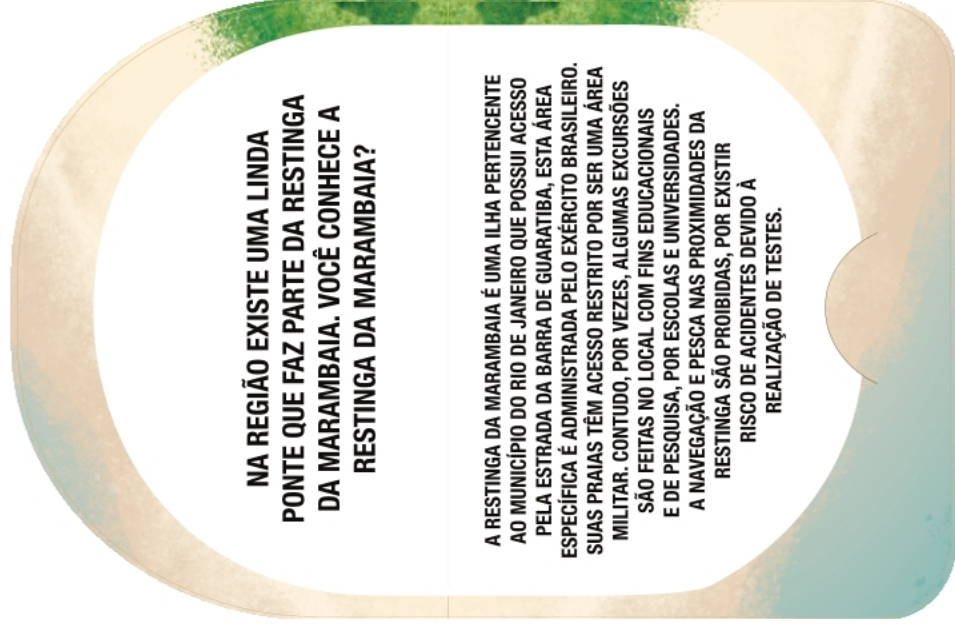 NA REGIÃO EXISTE UMA LINDA
PONTE QUE FAZ PARTE DA RESTINGA
DA MARAMBAIA. VOCÊ CONHECE A
RESTINGA DA MARAMBAIA?
A RESTINGA DA MARAMBAIA É UMA ILHA PERTENCENTE
AO MUNICÍPIO DO RIO DE JANEIRO QUE POSSUI ACESSO
PELA ESTRADA DA BARRA DE GUARATIBA, ESTA ÁREA
ESPECÍFICA É ADMINISTRADA PELO EXÉRCITO BRASILEIRO.
SUAS PRAIAS TÊM ACESSO RESTRITO POR SER UMA ÁREA
MILITAR. CONTUDO, POR VEZES, ALGUMAS EXCURSÕES
SÃO FEITAS NO LOCAL COM FINS EDUCACIONAIS
E DE PESQUISA, POR ESCOLAS E UNIVERSIDADES.
A NAVEGAÇÃO E PESCA NAS PROXIMIDADES DA
RESTINGA SÃO PROIBIDAS, POR EXISTIR
RISCO DE ACIDENTES DEVIDO À
REALIZAÇÃO DE TESTES.